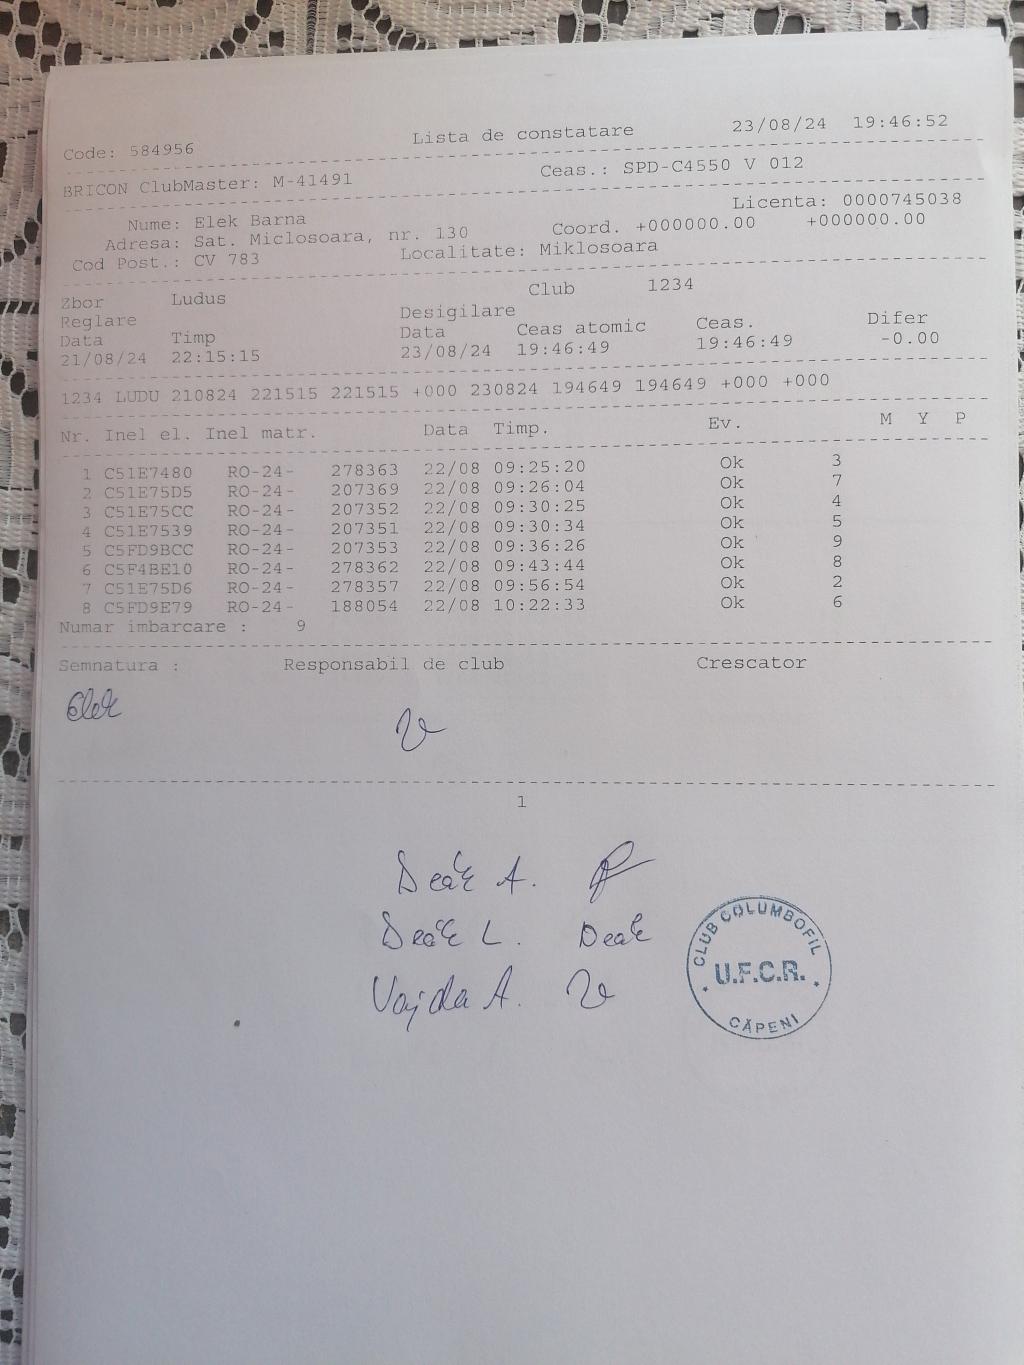 Code: 584956 Lista de constatare 23/08/24 19:46:52
BRICON ClubMaster: M-41491 Ceas.: SPD-C4550 V 012
Nume: Elek Barna Licenta: 0000745038
Adresa: Sat. Miclosoara, nr. 130 Coord. +000000.00 +000000.00
Cod Post.: CV 783 Localitate: Miklosoara
Zbor Ludus Club 1234
Reglare Desigilare
Data Timp Data Ceas atomic Ceas. Difer
21/08/24 22:15:15 23/08/24 19:46:49 19:46:49 -0.00
1234 LUDU 210824 221515 221515 +000 230824 194649 194649 +000 +000
Nr. Inel el. Inel matr. Data Timp. Ev. M Y P
1 C51E7480 RO-24- 278363 22/08 09:25:20 Ok 3
2 C51E75D5 RO-24- 207369 22/08 09:26:04 Ok 7
3 C51E75CC RO-24- 207352 22/08 09:30:25 Ok 4
4 C51E7539 RO-24- 207351 22/08 09:30:34 Ok 5
5 C5FD9BCC RO-24- 207353 22/08 09:36:26 Ok 9
6 C5F4BE10 RO-24- 278362 22/08 09:43:44 Ok 8
7 C51E75D6 RO-24- 278357 22/08 09:56:54 Ok 2
8 C5FD9E79 RO-24- 188054 22/08 10:22:33 Ok 6
Numar imbarcare : 9
Semnatura : Responsabil de club Crescator
Elek
1
Deák A.
Deák L. Deák
Vajda A.
CLUB COLUMBOFIL
U.F.C.R.
CĂPENI